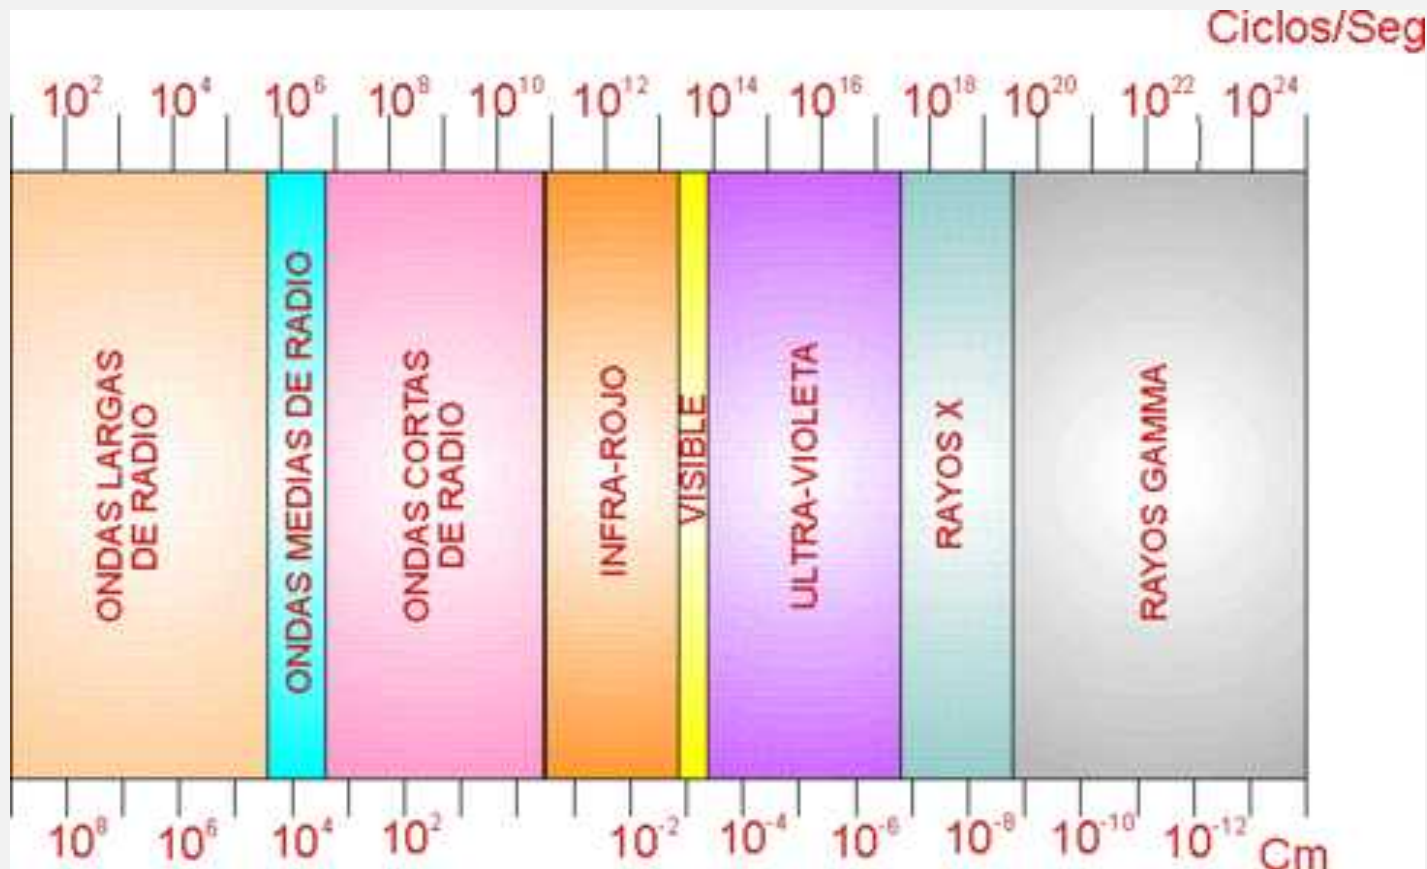 Ciclos/Seg
10² 10⁴ 10⁶ 10⁸ 10¹⁰ 10¹² 10¹⁴ 10¹⁶ 10¹⁸ 10²⁰ 10²² 10²⁴
ONDAS LARGAS
DE RADIO
ONDAS MEDIAS DE RADIO
ONDAS CORTAS
DE RADIO
INFRA-ROJO
VISIBLE
ULTRA-VIOLETA
RAYOS X
RAYOS GAMMA
10⁸ 10⁶ 10⁴ 10² 10⁻² 10⁻⁴ 10⁻⁶ 10⁻⁸ 10⁻¹⁰ 10⁻¹² Cm